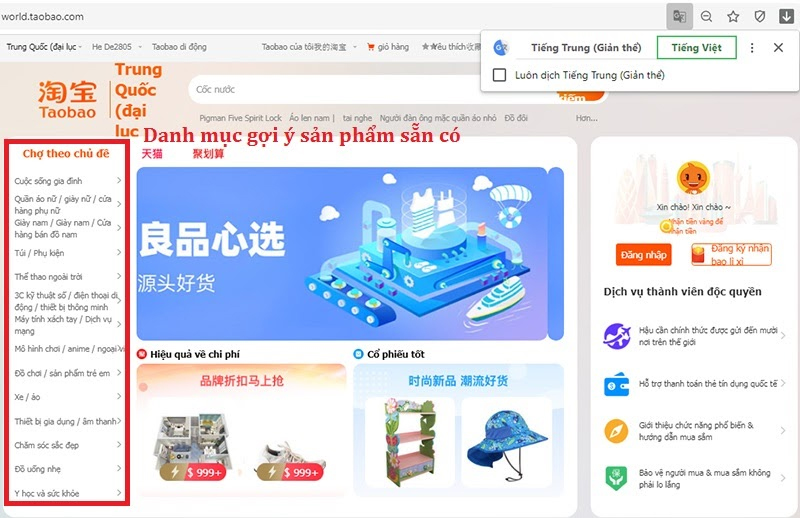 world.taobao.com
Trung Quốc (đại lục
He De2805
Taobao di động
Taobao của tôi我的淘宝
giỏ hàng
★★yêu thích收藏
Tiếng Trung (Giản thể)
Tiếng Việt
Luôn dịch Tiếng Trung (Giản thể)
淘宝
Taobao
Trung
Quốc
(đại
lục
Cốc nước
Pigman Five Spirit Lock
Áo len nam |
tai nghe
Người đàn ông mặc quần áo nhỏ
Đồ đôi
Hơn...
Danh mục gợi ý sản phẩm sẵn có
Chợ theo chủ đề
Cuộc sống gia đình
Quần áo nữ / giày nữ / cửa
hàng phụ nữ
Giày nam / Giày nam / Cửa
hàng bán đồ nam
Túi / Phụ kiện
Thể thao ngoài trời
3C kỹ thuật số / điện thoại di
động / thiết bị thông minh
Máy tính xách tay / Dịch vụ
mạng
Mô hình chơi / anime / ngoại vi
Đồ chơi / sản phẩm trẻ em
Xe / áo
Thiết bị gia dụng / âm thanh
Chăm sóc sắc đẹp
Đồ uống nhẹ
Y học và sức khỏe
天猫
聚划算
良品心选
源头好货
Hiệu quả về chi phí
品牌折扣马上抢
$ 999+
$ 999+
Cổ phiếu tốt
时尚新品 潮流好货
Xin chào! Xin chào ~
Nhận tiền vàng để
nhận tiền
Đăng nhập
Đăng ký nhận
bao lì xì
Dịch vụ thành viên độc quyền
Hậu cần chính thức được gửi đến mười
nơi trên thế giới
Hỗ trợ thanh toán thẻ tín dụng quốc tế
Giới thiệu chức năng phổ biến &
hướng dẫn mua sắm
Bảo vệ người mua & mua sắm không
phải lo lắng